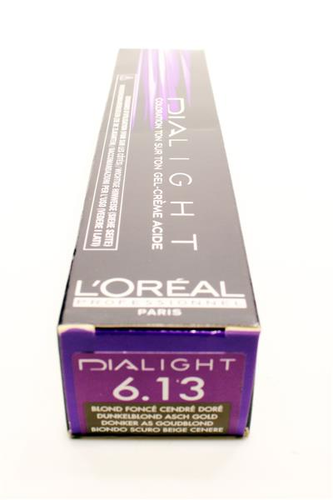 DIALIGHT
COLORATION TON SUR TON GEL-CRÈME ACIDE
L'ORÉAL
PROFESSIONNEL
PARIS
DIALIGHT
6.13
BLOND FONCÉ CENDRÉ DORÉ
DUNKELBLOND ASCH GOLD
DONKER AS GOUDBLOND
BIONDO SCURO BEIGE CENERE